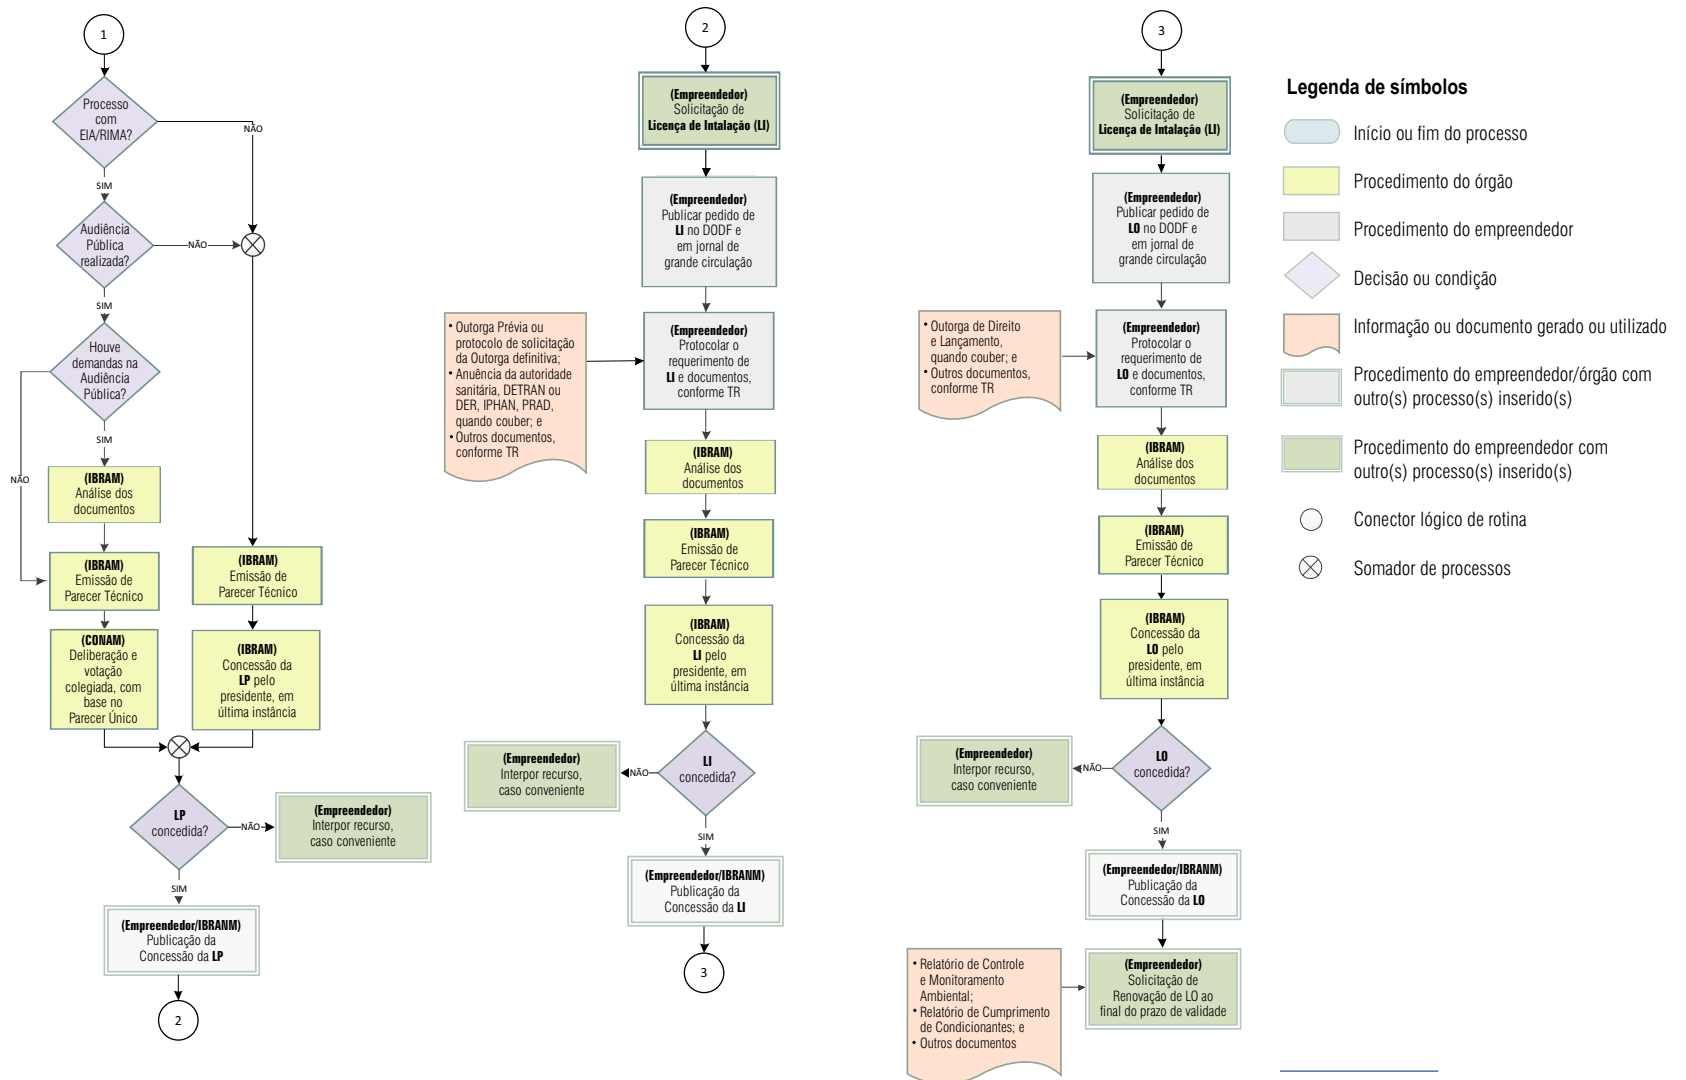 1
Processo
com
EIA/RIMA?
NÃO
SIM
Audiência
Pública
realizada?
NÃO
SIM
Houve
demandas na
Audiência
Pública?
SIM
NÃO
(IBRAM)
Análise dos
documentos
(IBRAM)
Emissão de
Parecer Técnico
(IBRAM)
Emissão de
Parecer Técnico
(CONAM)
Deliberação e
votação
colegiada, com
base no
Parecer Único
(IBRAM)
Concessão da
LP pelo
presidente, em
última instância
LP
concedida?
NÃO
(Empreendedor)
Interpor recurso,
caso conveniente
SIM
(Empreendedor/IBRANM)
Publicação da
Concessão da LP
2
2
(Empreendedor)
Solicitação de
Licença de Intalação (LI)
(Empreendedor)
Publicar pedido de
LI no DODF e
em jornal de
grande circulação
• Outorga Prévia ou
protocolo de solicitação
da Outorga definitiva;
• Anuência da autoridade
sanitária, DETRAN ou
DER, IPHAN, PRAD,
quando couber; e
• Outros documentos,
conforme TR
(Empreendedor)
Protocolar o
requerimento de
LI e documentos,
conforme TR
(IBRAM)
Análise dos
documentos
(IBRAM)
Emissão de
Parecer Técnico
(IBRAM)
Concessão da
LI pelo
presidente, em
última instância
LI
concedida?
NÃO
(Empreendedor)
Interpor recurso,
caso conveniente
SIM
(Empreendedor/IBRANM)
Publicação da
Concessão da LI
3
3
(Empreendedor)
Solicitação de
Licença de Intalação (LI)
(Empreendedor)
Publicar pedido de
LO no DODF e
em jornal de
grande circulação
• Outorga de Direito
e Lançamento,
quando couber; e
• Outros documentos,
conforme TR
(Empreendedor)
Protocolar o
requerimento de
LO e documentos,
conforme TR
(IBRAM)
Análise dos
documentos
(IBRAM)
Emissão de
Parecer Técnico
(IBRAM)
Concessão da
LO pelo
presidente, em
última instância
LO
concedida?
NÃO
(Empreendedor)
Interpor recurso,
caso conveniente
SIM
(Empreendedor/IBRANM)
Publicação da
Concessão da LO
• Relatório de Controle
e Monitoramento
Ambiental;
• Relatório de Cumprimento
de Condicionantes; e
• Outros documentos
(Empreendedor)
Solicitação de
Renovação de LO ao
final do prazo de validade
Legenda de símbolos
Início ou fim do processo
Procedimento do órgão
Procedimento do empreendedor
Decisão ou condição
Informação ou documento gerado ou utilizado
Procedimento do empreendedor/órgão com
outro(s) processo(s) inserido(s)
Procedimento do empreendedor com
outro(s) processo(s) inserido(s)
Conector lógico de rotina
Somador de processos